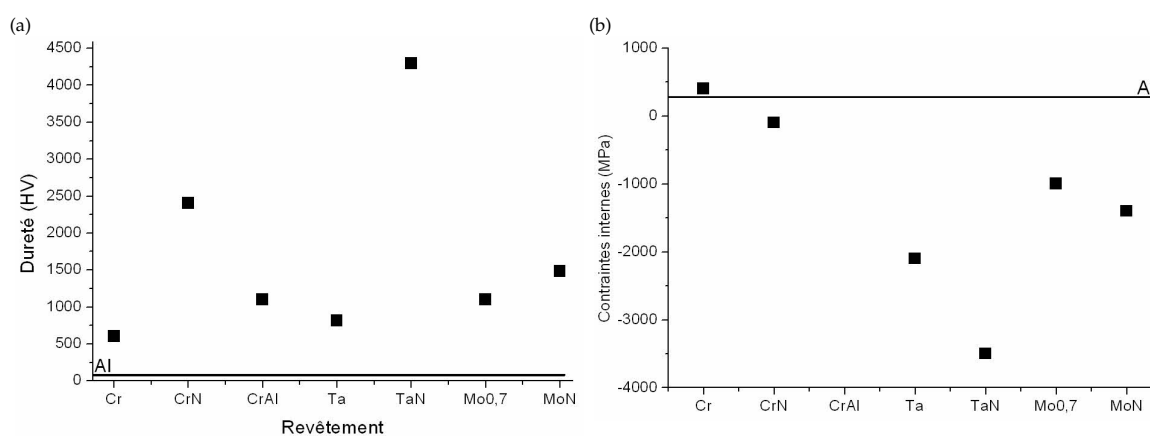 (a)
4500
4000
3500
3000
2500
2000
1500
1000
500
0
Dureté (HV)
Al
Cr CrN CrAl Ta TaN Mo0,7 MoN
Revêtement
(b)
1000
0
-1000
-2000
-3000
-4000
Contraintes internes (MPa)
A
Cr CrN CrAl Ta TaN Mo0,7 MoN